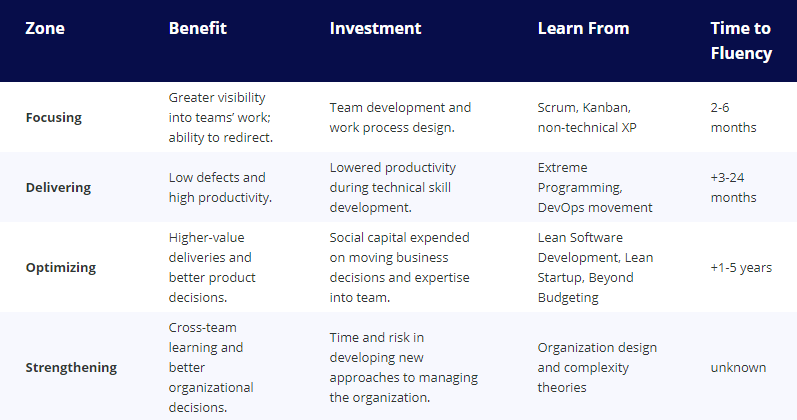 Zone
Benefit
Investment
Learn From
Time to
Fluency
Focusing
Greater visibility
into teams’ work;
ability to redirect.
Team development and
work process design.
Scrum, Kanban,
non-technical XP
2-6
months
Delivering
Low defects and
high productivity.
Lowered productivity
during technical skill
development.
Extreme
Programming,
DevOps movement
+3-24
months
Optimizing
Higher-value
deliveries and
better product
decisions.
Social capital expended
on moving business
decisions and expertise
into team.
Lean Software
Development, Lean
Startup, Beyond
Budgeting
+1-5 years
Strengthening
Cross-team
learning and
better
organizational
decisions.
Time and risk in
developing new
approaches to managing
the organization.
Organization design
and complexity
theories
unknown